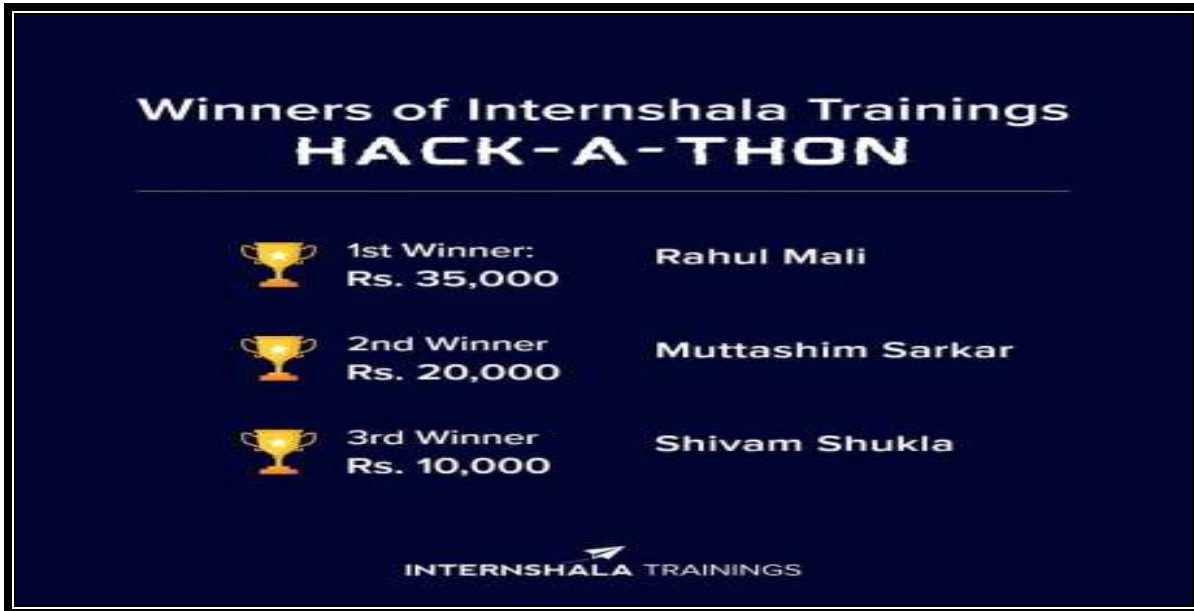 Winners of Internshala Trainings
HACK-A-THON
1st Winner:
Rs. 35,000
Rahul Mali
2nd Winner
Rs. 20,000
Muttashim Sarkar
3rd Winner
Rs. 10,000
Shivam Shukla
INTERNSHALA TRAININGS